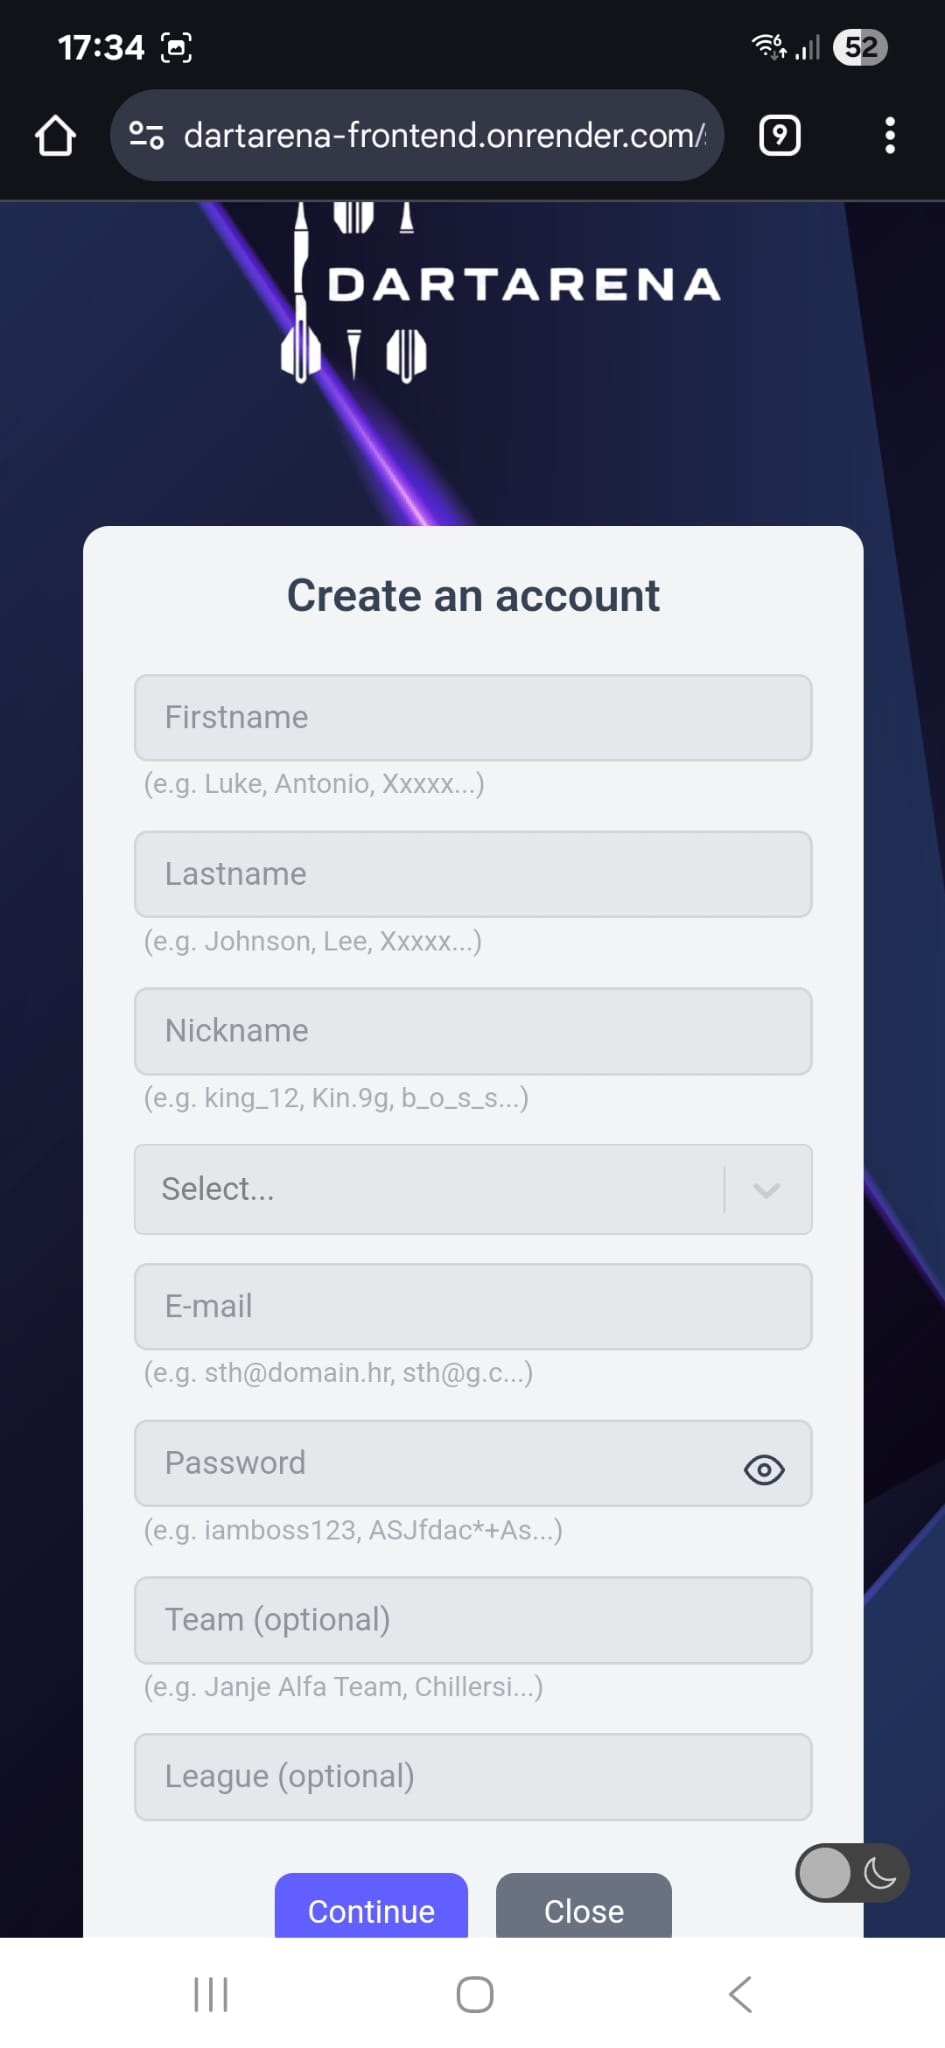 17:34
52
dartarena-frontend.onrender.com/
9
DARTARENA
Create an account
Firstname
(e.g. Luke, Antonio, Xxxxx...)
Lastname
(e.g. Johnson, Lee, Xxxxx...)
Nickname
(e.g. king_12, Kin.9g, b_o_s_s...)
Select...
E-mail
(e.g. sth@domain.hr, sth@g.c...)
Password
(e.g. iamboss123, ASJfdac*+As...)
Team (optional)
(e.g. Janje Alfa Team, Chillersi...)
League (optional)
Continue
Close